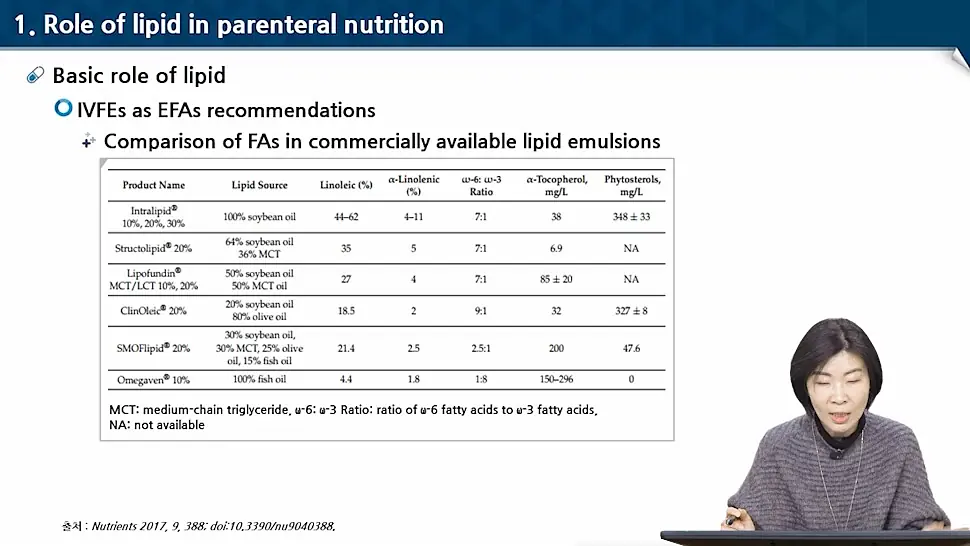 1. Role of lipid in parenteral nutrition
Basic role of lipid
IVFEs as EFAs recommendations
Comparison of FAs in commercially available lipid emulsions
Product Name Lipid Source Linoleic (%) α-Linolenic (%) ω-6: ω-3 Ratio α-Tocopherol, mg/L Phytosterols, mg/L
Intralipid® 10%, 20%, 30% 100% soybean oil 44–62 4–11 7:1 38 348 ± 33
Structolipid® 20% 64% soybean oil 36% MCT 35 5 7:1 6.9 NA
Lipofundin® MCT/LCT 10%, 20% 50% soybean oil 50% MCT oil 27 4 7:1 85 ± 20 NA
ClinOleic® 20% 20% soybean oil 80% olive oil 18.5 2 9:1 32 327 ± 8
SMOFlipid® 20% 30% soybean oil, 30% MCT, 25% olive oil, 15% fish oil 21.4 2.5 2.5:1 200 47.6
Omegaven® 10% 100% fish oil 4.4 1.8 1:8 150–296 0
MCT: medium-chain triglyceride, ω-6: ω-3 Ratio: ratio of ω-6 fatty acids to ω-3 fatty acids,
NA: not available
출처 : Nutrients 2017, 9, 388; doi:10.3390/nu9040388.